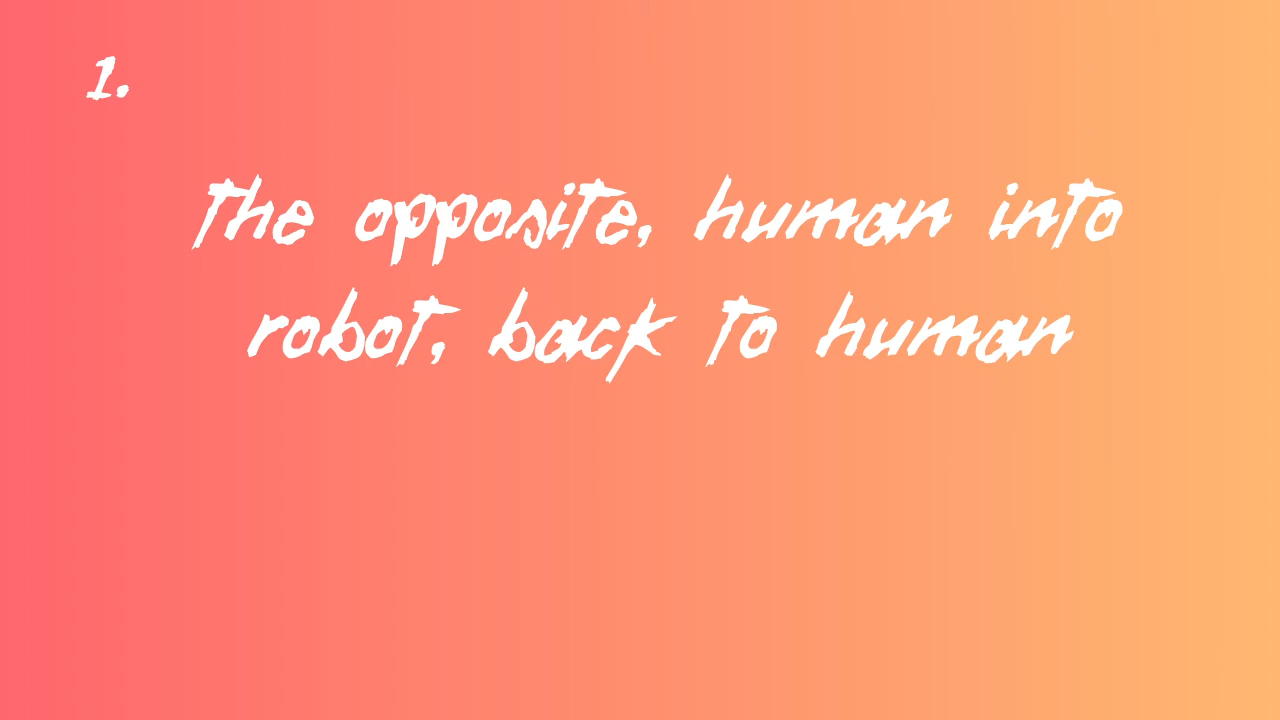 1.
the opposite, human into
robot, back to human